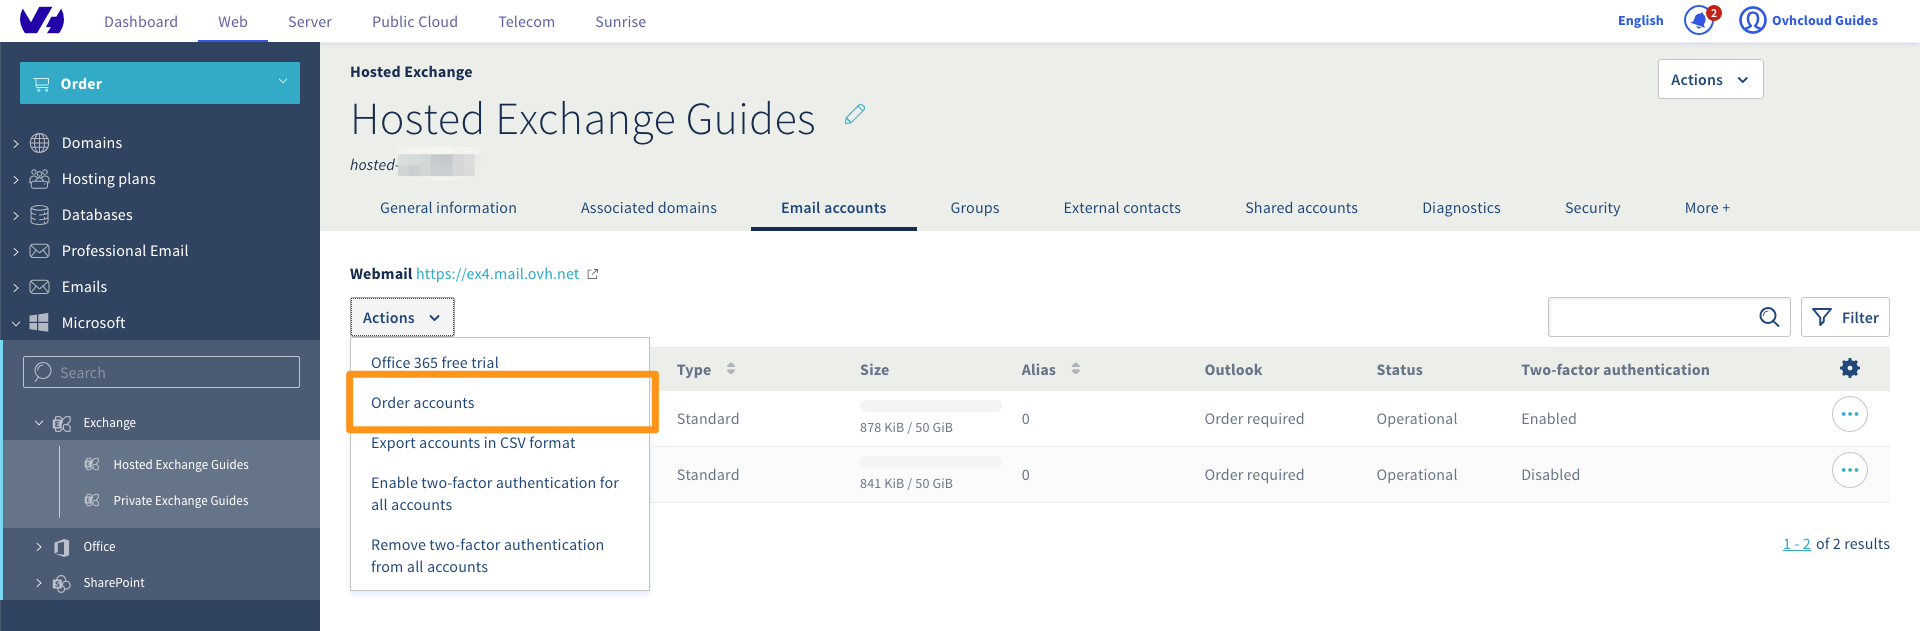 Dashboard Web Server Public Cloud Telecom Sunrise English 2 Ovhcloud Guides
Order
Domains
Hosting plans
Databases
Professional Email
Emails
Microsoft
Search
Exchange
Hosted Exchange Guides
Private Exchange Guides
Office
SharePoint
Hosted Exchange
Actions
Hosted Exchange Guides
hosted-
General information Associated domains Email accounts Groups External contacts Shared accounts Diagnostics Security More +
Webmail https://ex4.mail.ovh.net
Actions
Filter
Office 365 free trial
Order accounts
Export accounts in CSV format
Enable two-factor authentication for
all accounts
Remove two-factor authentication
from all accounts
Type Size Alias Outlook Status Two-factor authentication
Standard 878 KiB / 50 GiB 0 Order required Operational Enabled
Standard 841 KiB / 50 GiB 0 Order required Operational Disabled
1 - 2 of 2 results